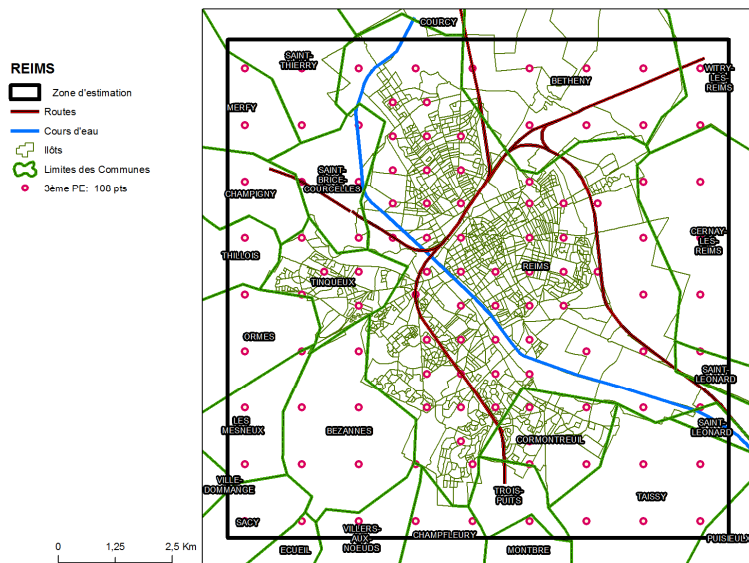 REIMS
Zone d'estimation
Routes
Cours d'eau
Ilôts
Limites des Communes
3ème PE: 100 pts
0 1,25 2,5 Km
COURCY
SAINT-
THIERRY
BETHENY
WITRY-
LES-
REIMS
MERFY
SAINT-
BRICE-
COURCELLES
CHAMPIGNY
CERNAY-
LES-
REIMS
THILLOIS
REIMS
TINQUEUX
ORMES
SAINT-
LEONARD
LES
MESNEUX
BEZANNES
CORMONTREUIL
SAINT-
LEONARD
VILLE-
DOMMANGE
TROIS-
PUITS
TAISSY
SACY
VILLERS-
AUX-
NOEUDS
CHAMPFLEURY
PUISIEULX
ECUEIL
MONTBRE